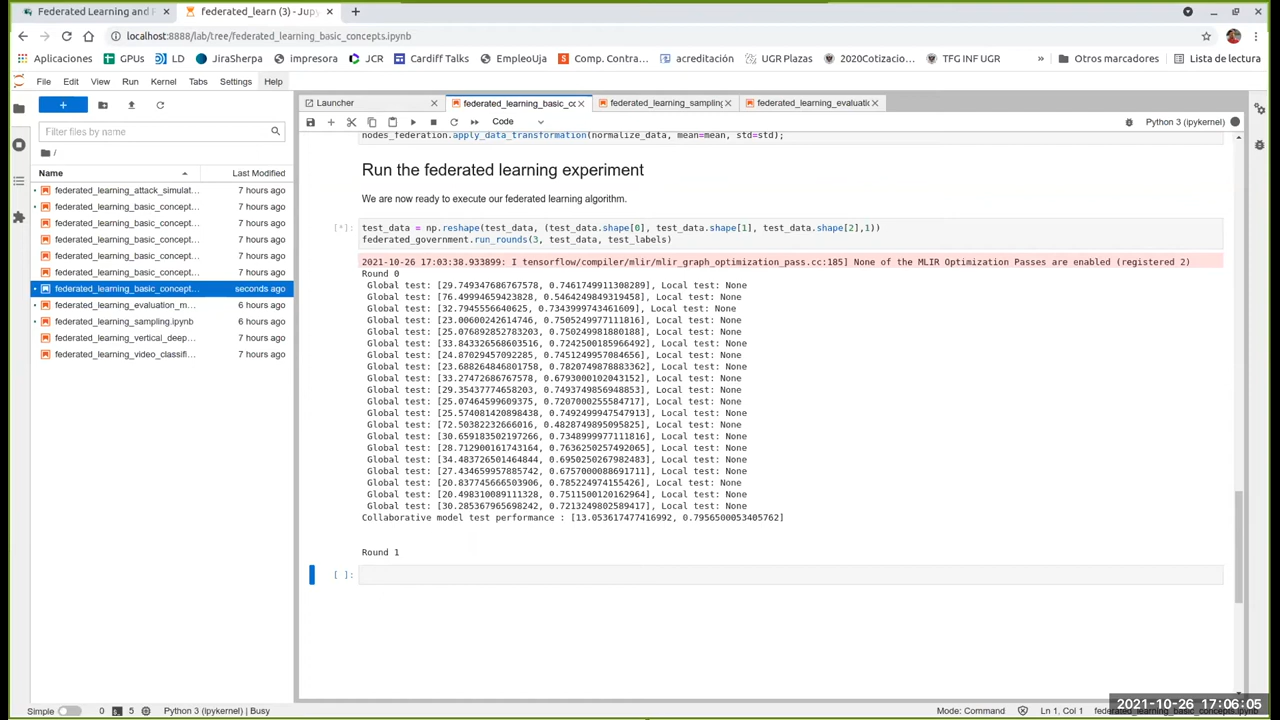 Federated Learning and P
federated_learn (3) - Jupy
localhost:8888/lab/tree/federated_learning_basic_concepts.ipynb
Aplicaciones
GPUs
LD
JiraSherpa
impresora
JCR
Cardiff Talks
EmpleoUja
Comp. Contra...
acreditación
UGR Plazas
2020Cotizacio...
TFG INF UGR
»
Otros marcadores
Lista de lectura
File Edit View Run Kernel Tabs Settings Help
Launcher
federated_learning_basic_co
federated_learning_sampling
federated_learning_evaluatio
Code
Python 3 (ipykernel)
Filter files by name
/
Name Last Modified
federated_learning_attack_simulat... 7 hours ago
federated_learning_basic_concept... 7 hours ago
federated_learning_basic_concept... 7 hours ago
federated_learning_basic_concept... 7 hours ago
federated_learning_basic_concept... 7 hours ago
federated_learning_basic_concept... 7 hours ago
federated_learning_basic_concept... seconds ago
federated_learning_evaluation_m... 6 hours ago
federated_learning_sampling.ipynb 6 hours ago
federated_learning_vertical_deep... 7 hours ago
federated_learning_video_classifi... 7 hours ago
nodes_federation.apply_data_transformation(normalize_data, mean=mean, std=std);
Run the federated learning experiment
We are now ready to execute our federated learning algorithm.
[*]: test_data = np.reshape(test_data, (test_data.shape[0], test_data.shape[1], test_data.shape[2],1))
federated_government.run_rounds(3, test_data, test_labels)
2021-10-26 17:03:38.933899: I tensorflow/compiler/mlir/mlir_graph_optimization_pass.cc:185] None of the MLIR Optimization Passes are enabled (registered 2)
Round 0
Global test: [29.749347686767578, 0.7461749911308289], Local test: None
Global test: [76.49994659423828, 0.5464249849319458], Local test: None
Global test: [32.7945556640625, 0.7343999743461609], Local test: None
Global test: [23.00600242614746, 0.7505249977111816], Local test: None
Global test: [25.076892852783203, 0.750249981880188], Local test: None
Global test: [33.843326568603516, 0.7242500185966492], Local test: None
Global test: [24.87029457092285, 0.7451249957084656], Local test: None
Global test: [23.688264846801758, 0.7820749878883362], Local test: None
Global test: [33.27472686767578, 0.6793000102043152], Local test: None
Global test: [29.35437774658203, 0.7493749856948853], Local test: None
Global test: [25.07464599609375, 0.7207000255584717], Local test: None
Global test: [25.574081420898438, 0.7492499947547913], Local test: None
Global test: [72.50382232666016, 0.4828749895095825], Local test: None
Global test: [30.659183502197266, 0.7348999977111816], Local test: None
Global test: [28.712900161743164, 0.7636250257492065], Local test: None
Global test: [34.483726501464844, 0.6950250267982483], Local test: None
Global test: [27.434659957885742, 0.6757000088691711], Local test: None
Global test: [20.837745666503906, 0.785224974155426], Local test: None
Global test: [20.498310089111328, 0.7511500120162964], Local test: None
Global test: [30.285367965698242, 0.7213249802589417], Local test: None
Collaborative model test performance : [13.053617477416992, 0.7956500053405762]
Round 1
[ ]:
Simple 0 5 Python 3 (ipykernel) | Busy
Mode: Command
Ln 1, Col 1
2021-10-26 17:06:05